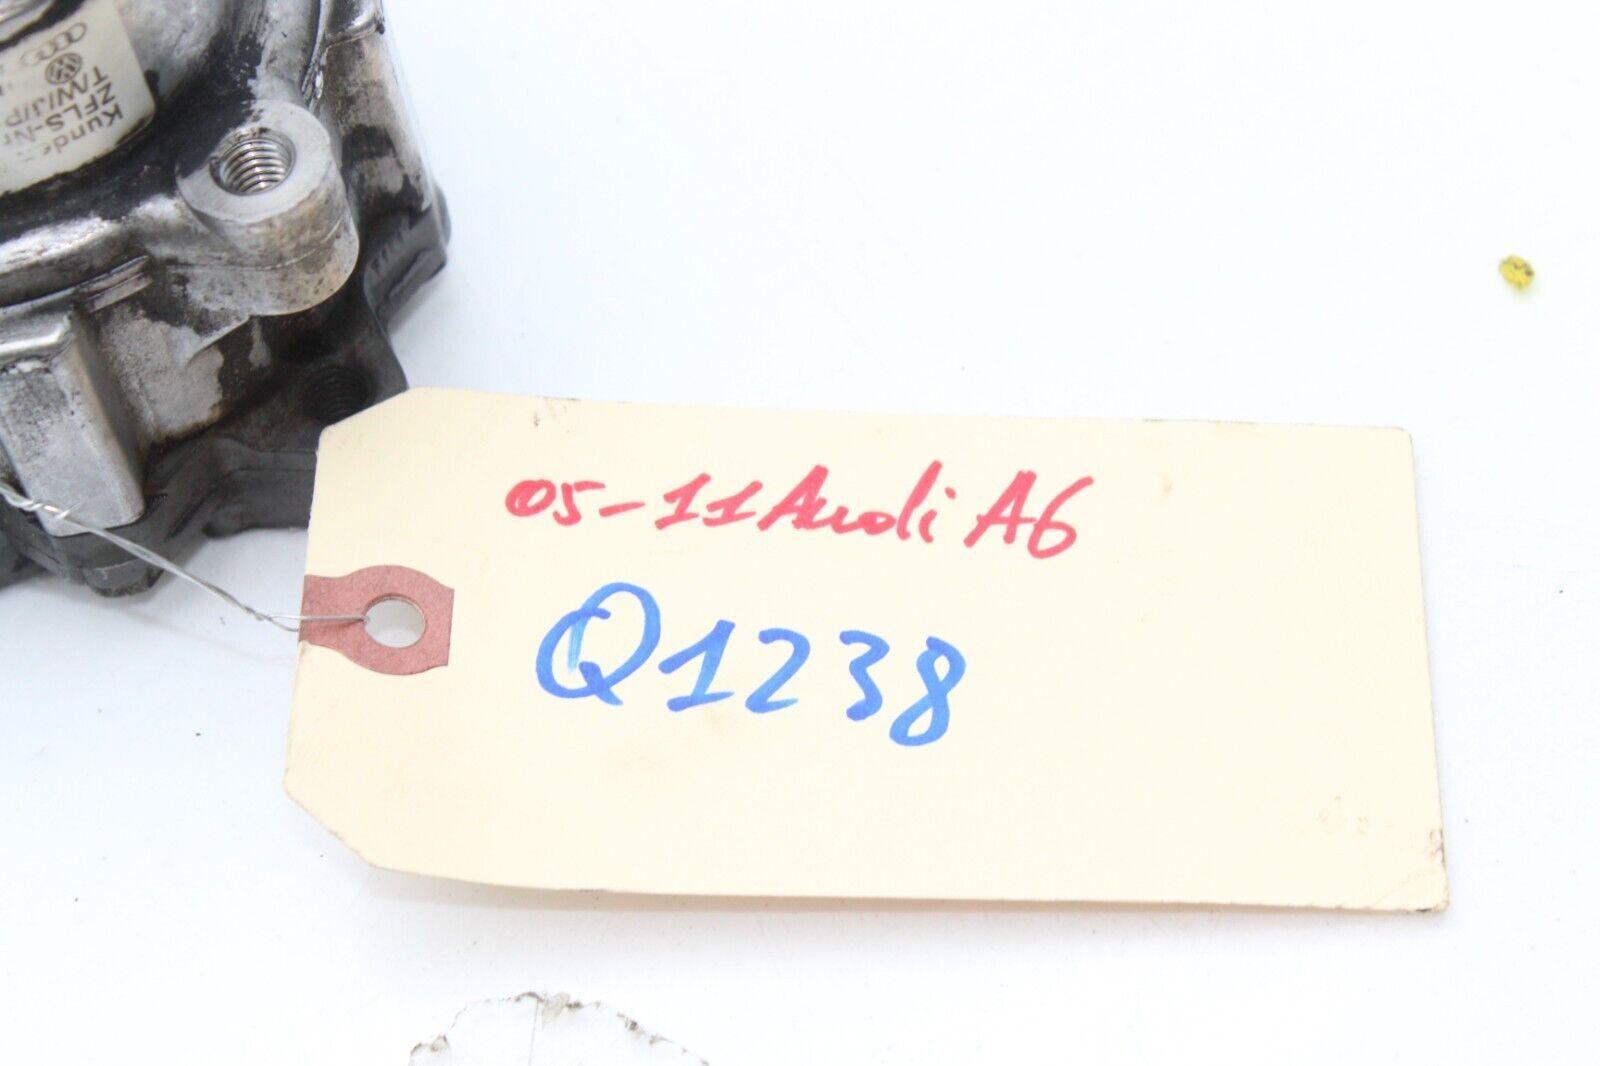 Kunde
ZFLS-Nr
T/W/J/P
05-11 Audi A6
Q1238